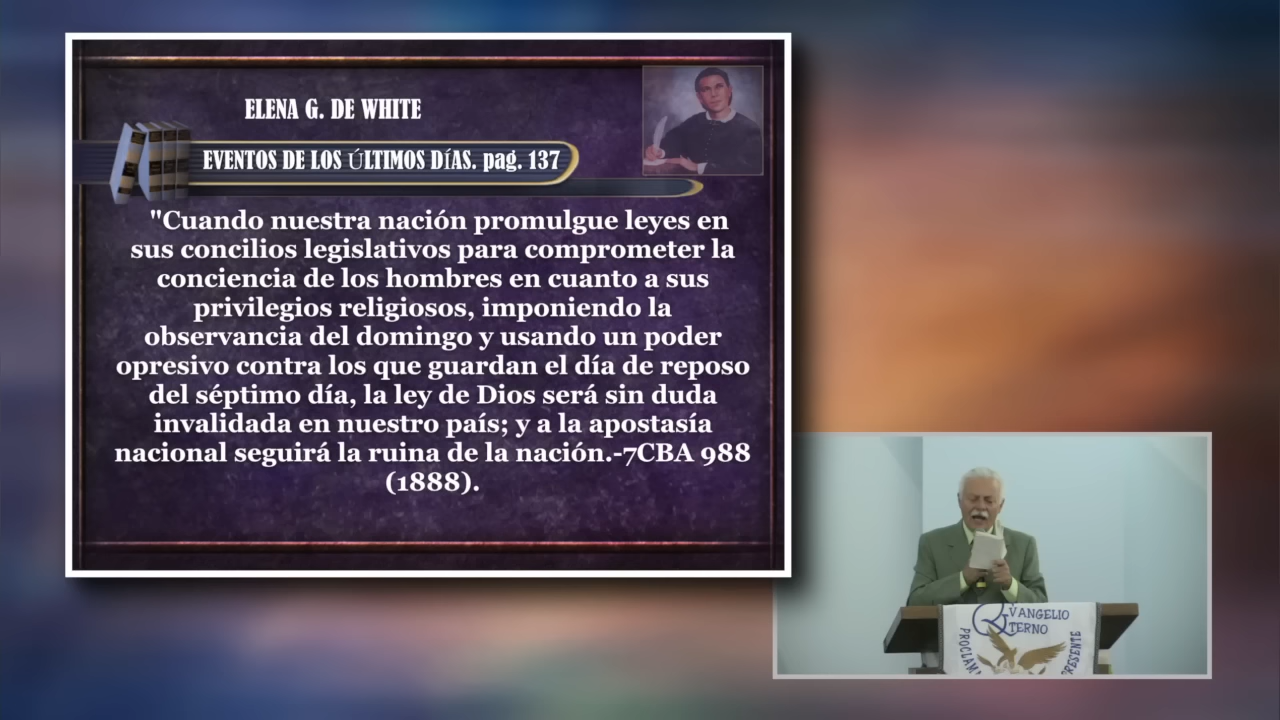 ELENA G. DE WHITE
EVENTOS DE LOS ÚLTIMOS DÍAS. pag. 137
"Cuando nuestra nación promulgue leyes en
sus concilios legislativos para comprometer la
conciencia de los hombres en cuanto a sus
privilegios religiosos, imponiendo la
observancia del domingo y usando un poder
opresivo contra los que guardan el día de reposo
del séptimo día, la ley de Dios será sin duda
invalidada en nuestro país; y a la apostasía
nacional seguirá la ruina de la nación.-7CBA 988
(1888).
VANGELIO
TERNO